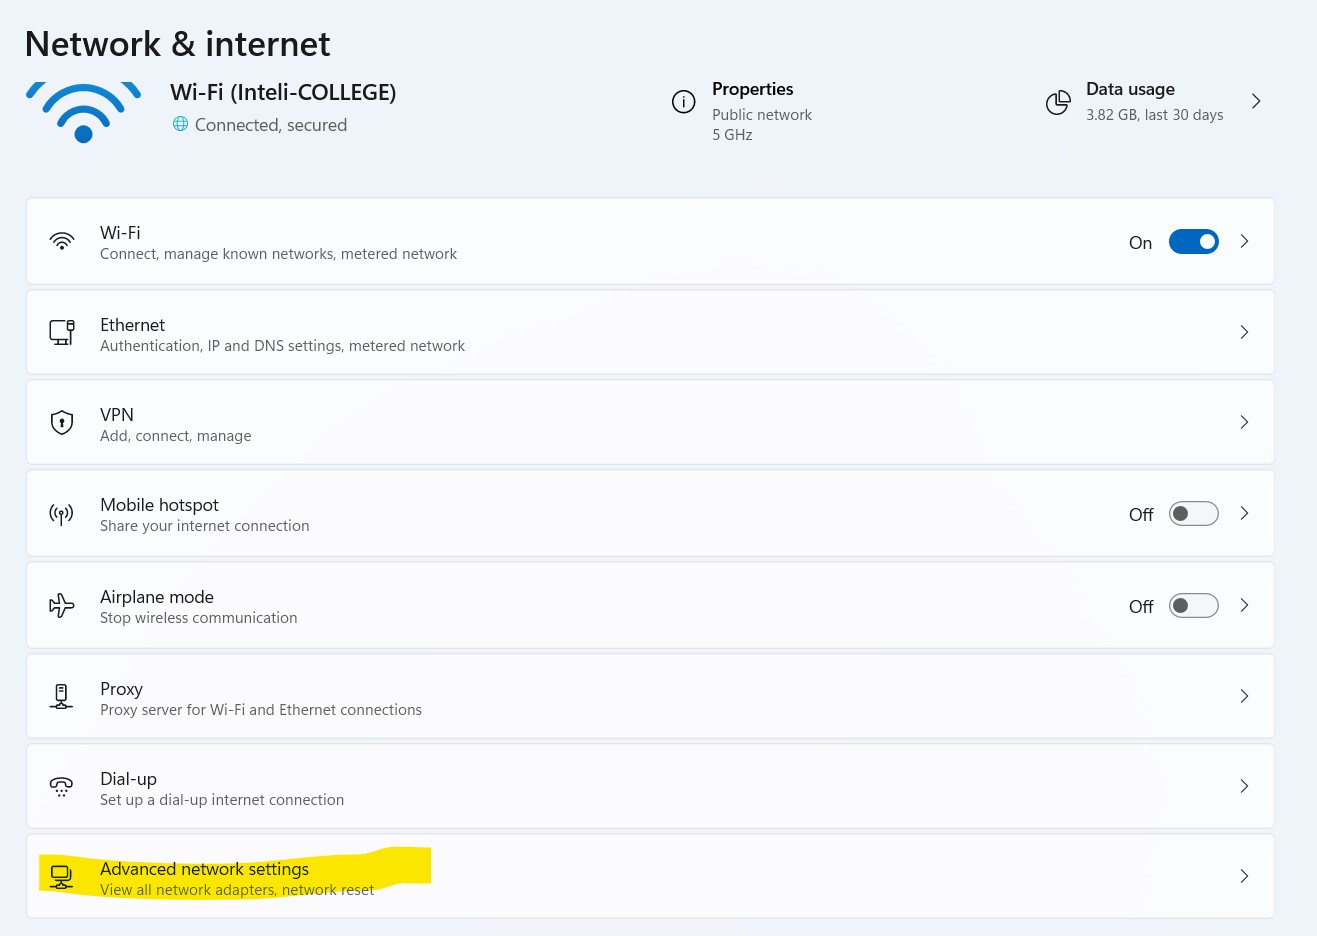 Network & internet
Wi-Fi (Inteli-COLLEGE)
Connected, secured
Properties
Public network
5 GHz
Data usage
3.82 GB, last 30 days
Wi-Fi
Connect, manage known networks, metered network
On
Ethernet
Authentication, IP and DNS settings, metered network
VPN
Add, connect, manage
Mobile hotspot
Share your internet connection
Off
Airplane mode
Stop wireless communication
Off
Proxy
Proxy server for Wi-Fi and Ethernet connections
Dial-up
Set up a dial-up internet connection
Advanced network settings
View all network adapters, network reset